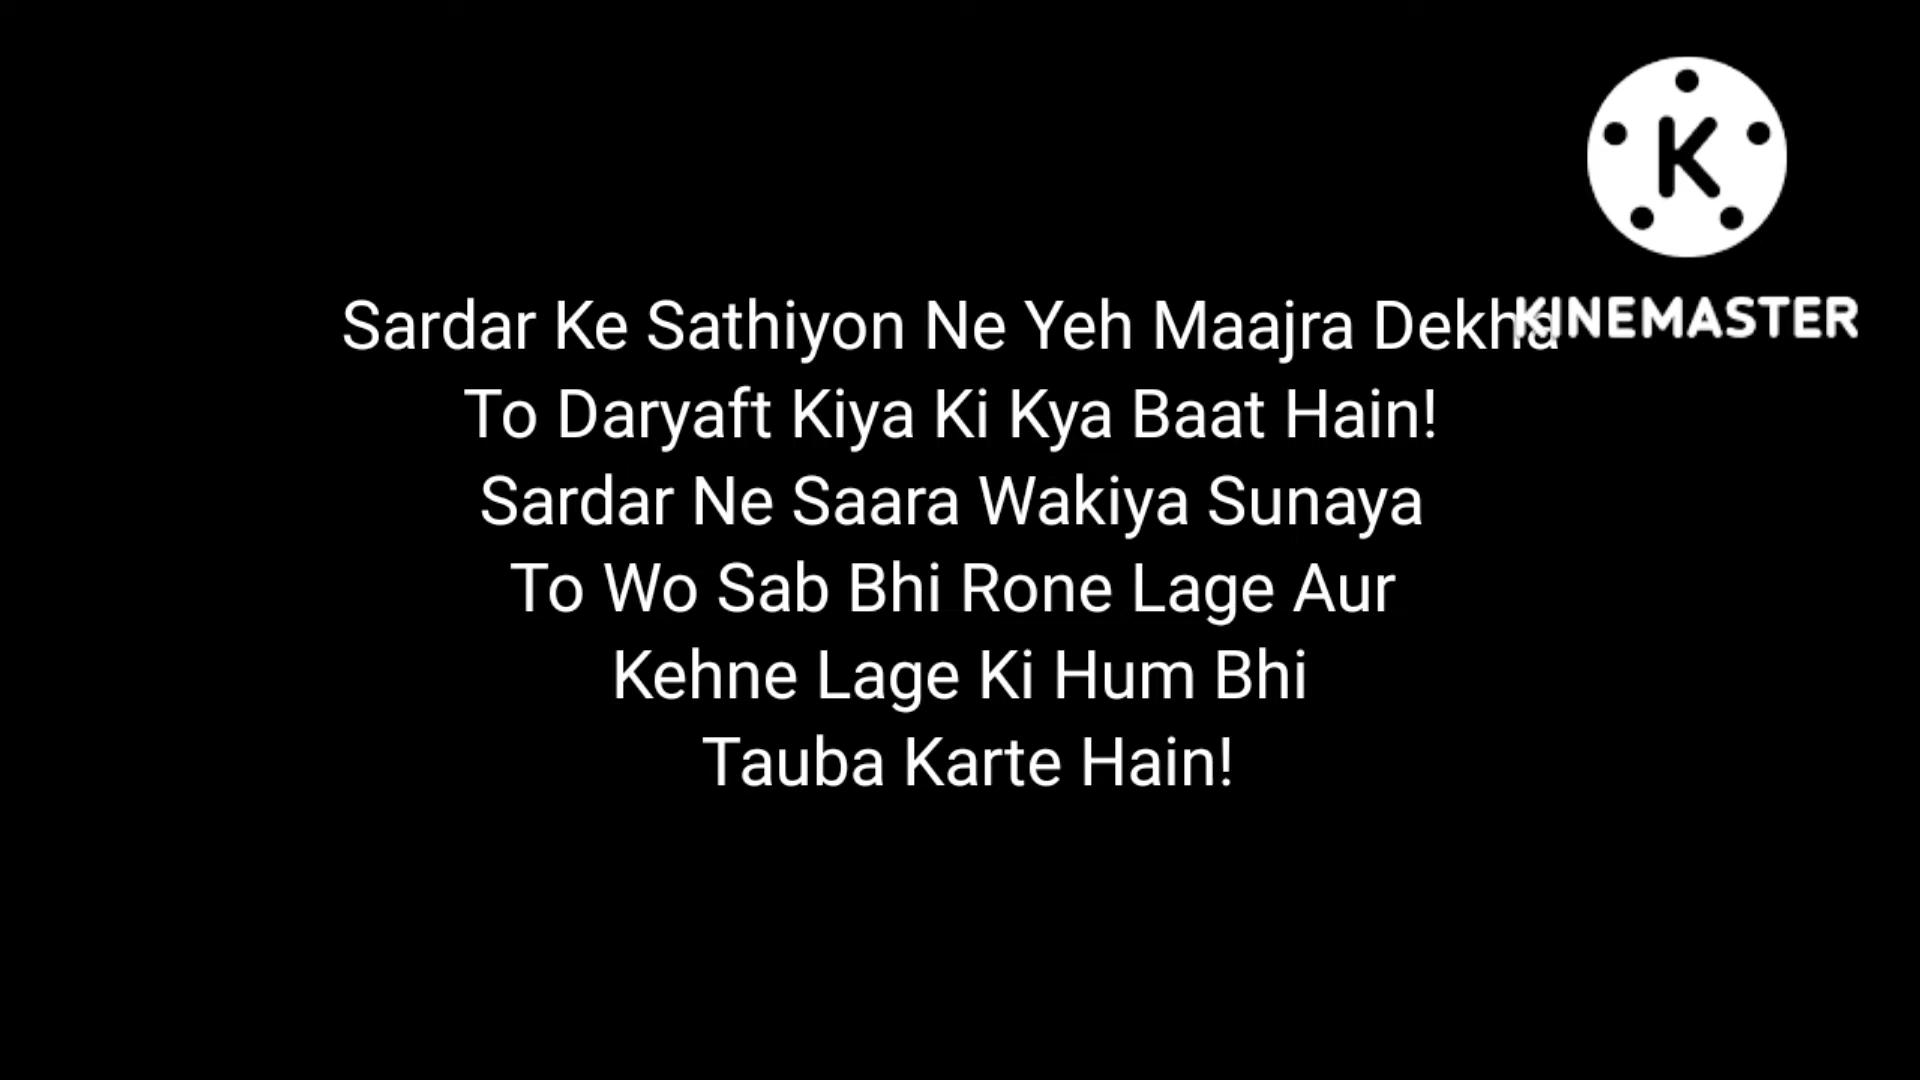 K
KINEMASTER
Sardar Ke Sathiyon Ne Yeh Maajra Dekha
To Daryaft Kiya Ki Kya Baat Hain!
Sardar Ne Saara Wakiya Sunaya
To Wo Sab Bhi Rone Lage Aur
Kehne Lage Ki Hum Bhi
Tauba Karte Hain!